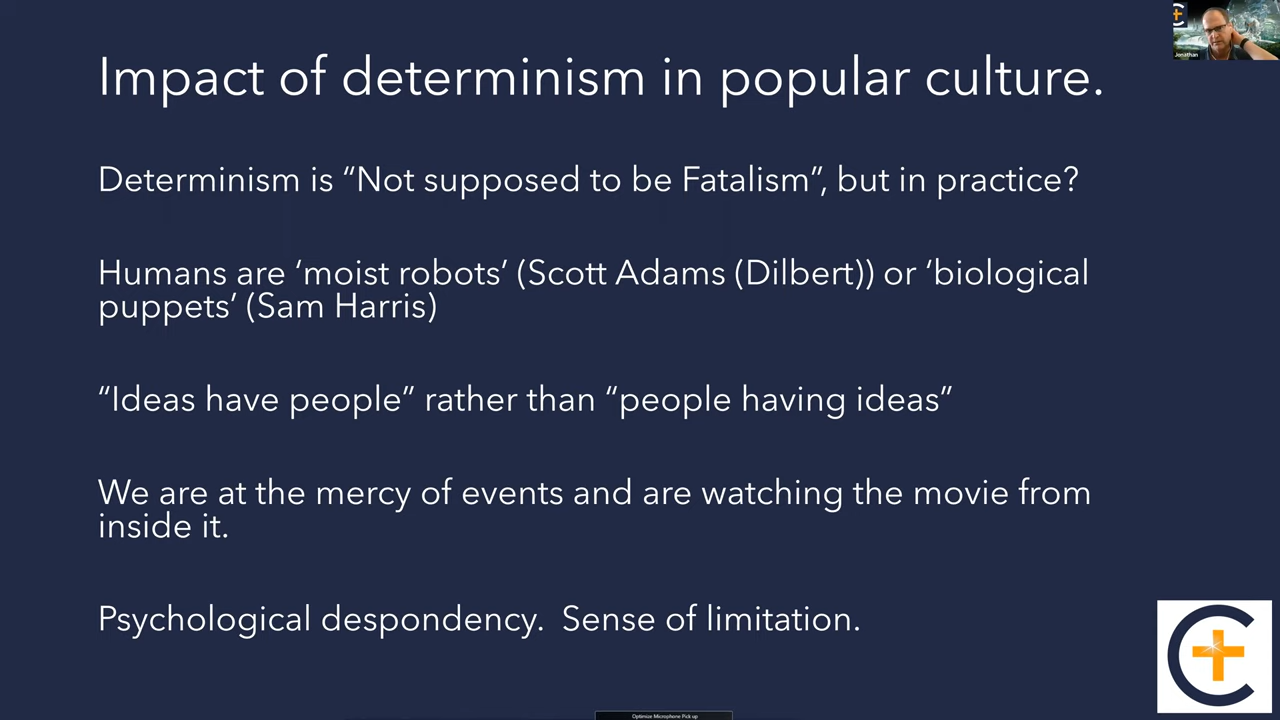 Impact of determinism in popular culture.
Jonathan
Determinism is “Not supposed to be Fatalism”, but in practice?
Humans are ‘moist robots’ (Scott Adams (Dilbert)) or ‘biological
puppets’ (Sam Harris)
“Ideas have people” rather than “people having ideas”
We are at the mercy of events and are watching the movie from
inside it.
Psychological despondency.  Sense of limitation.
Optimize Microphone Pick up